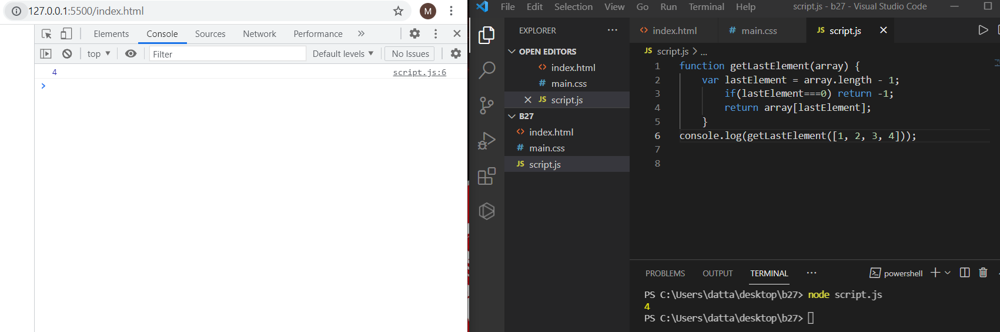 127.0.0.1:5500/index.html
M
Elements Console Sources Network Performance »
top Filter Default levels No Issues
4 script.js:6
>
File Edit Selection View Go Run Terminal Help script.js - b27 - Visual Studio Code
EXPLORER ...
OPEN EDITORS
<> index.html
# main.css
JS script.js
B27
<> index.html
# main.css
JS script.js
<> index.html # main.css JS script.js
JS script.js > ...
1 function getLastElement(array) {
2 var lastElement = array.length - 1;
3 if(lastElement===0) return -1;
4 return array[lastElement];
5 }
6 console.log(getLastElement([1, 2, 3, 4]));
7
8
PROBLEMS OUTPUT TERMINAL ... powershell
PS C:\Users\datta\desktop\b27> node script.js
4
PS C:\Users\datta\desktop\b27>